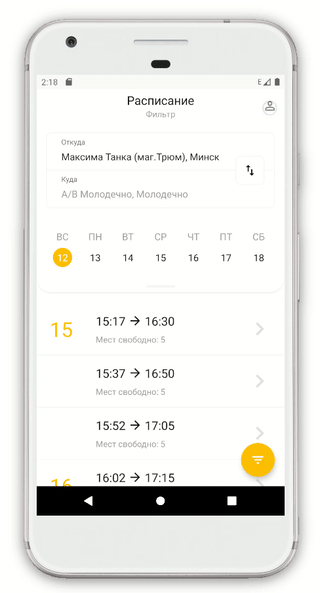 2:18
Расписание
Фильтр
Откуда
Максима Танка (маг.Трюм), Минск
Куда
А/В Молодечно, Молодечно
ВС ПН ВТ СР ЧТ ПТ СБ
12 13 14 15 16 17 18
15
15:17 → 16:30
Мест свободно: 5
15:37 → 16:50
Мест свободно: 5
15:52 → 17:05
Мест свободно: 5
16
16:02 → 17:15